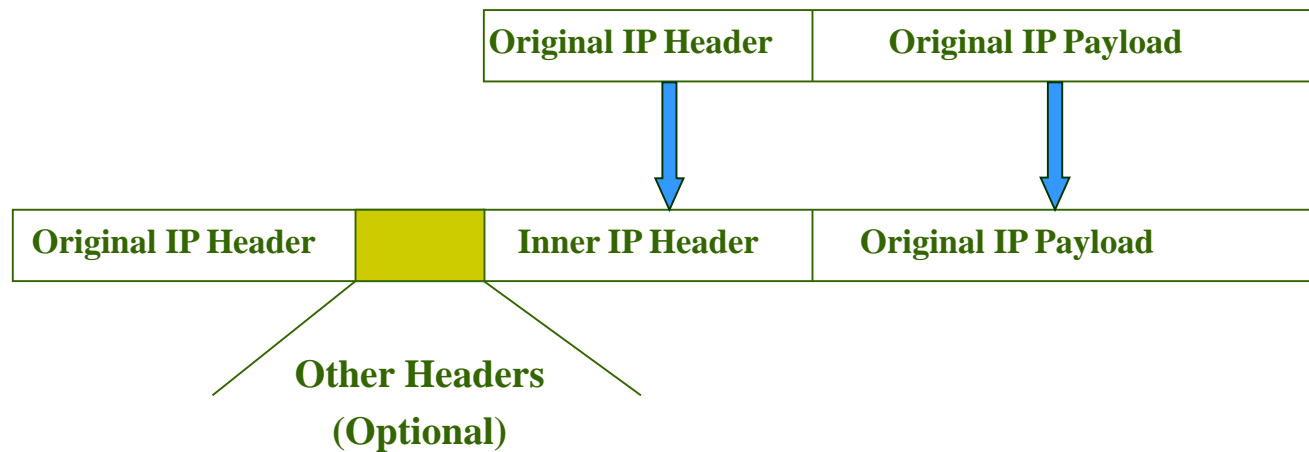 Original IP Header
Original IP Payload
Original IP Header
Inner IP Header
Original IP Payload
Other Headers
(Optional)